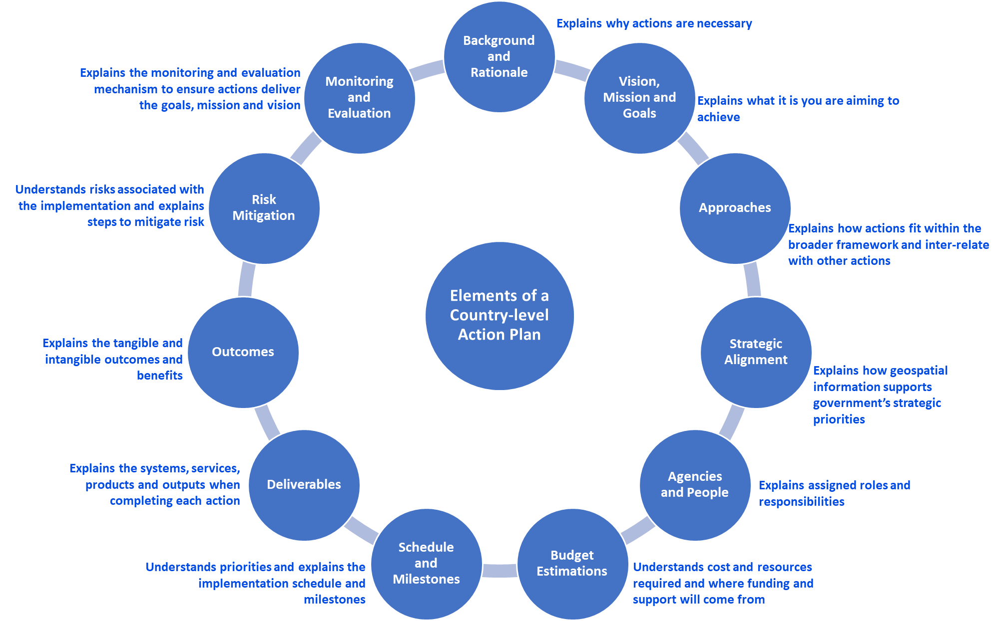 Background
and
Rationale
Explains why actions are necessary
Vision,
Mission and
Goals
Explains what it is you are aiming to
achieve
Approaches
Explains how actions fit within the
broader framework and inter-relate
with other actions
Strategic
Alignment
Explains how geospatial
information supports
government’s strategic
priorities
Agencies
and People
Explains assigned roles and
responsibilities
Budget
Estimations
Understands cost and resources
required and where funding and
support will come from
Schedule
and
Milestones
Understands priorities and explains the
implementation schedule and
milestones
Deliverables
Explains the systems, services,
products and outputs when
completing each action
Outcomes
Explains the tangible and
intangible outcomes and
benefits
Risk
Mitigation
Understands risks associated with
the implementation and explains
steps to mitigate risk
Monitoring
and
Evaluation
Explains the monitoring and evaluation
mechanism to ensure actions deliver
the goals, mission and vision
Elements of a
Country-level
Action Plan